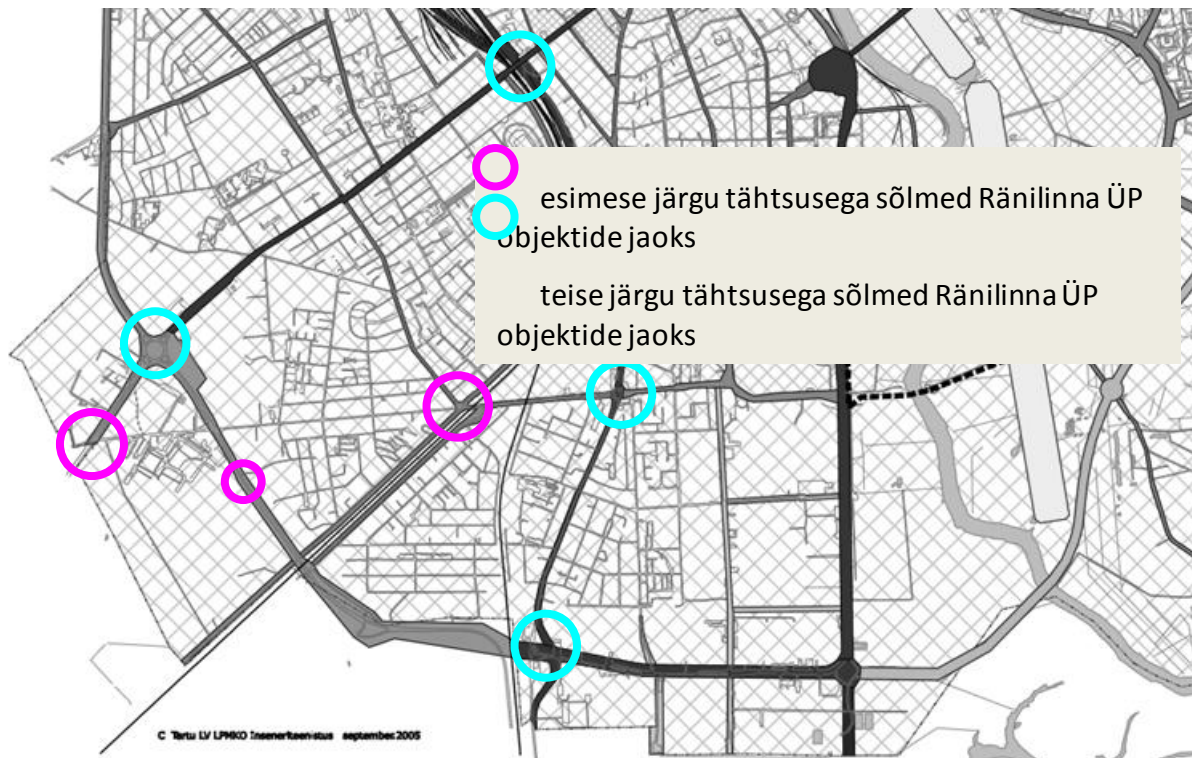 esimese järgu tähtsusega sõlmed Ränilinna ÜP
objektide jaoks
teise järgu tähtsusega sõlmed Ränilinna ÜP
objektide jaoks
C Tartu LV LPMKO Insenerteenistus september 2005